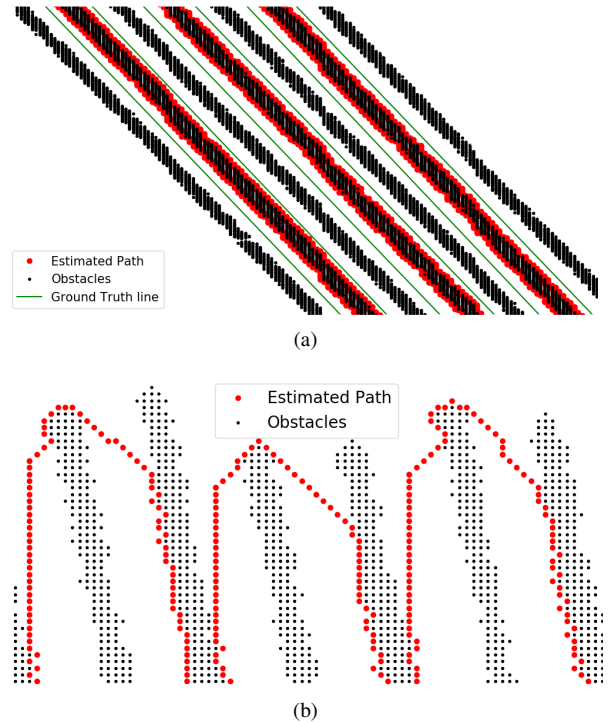 Estimated Path
Obstacles
Ground Truth line
(a)
Estimated Path
Obstacles
(b)